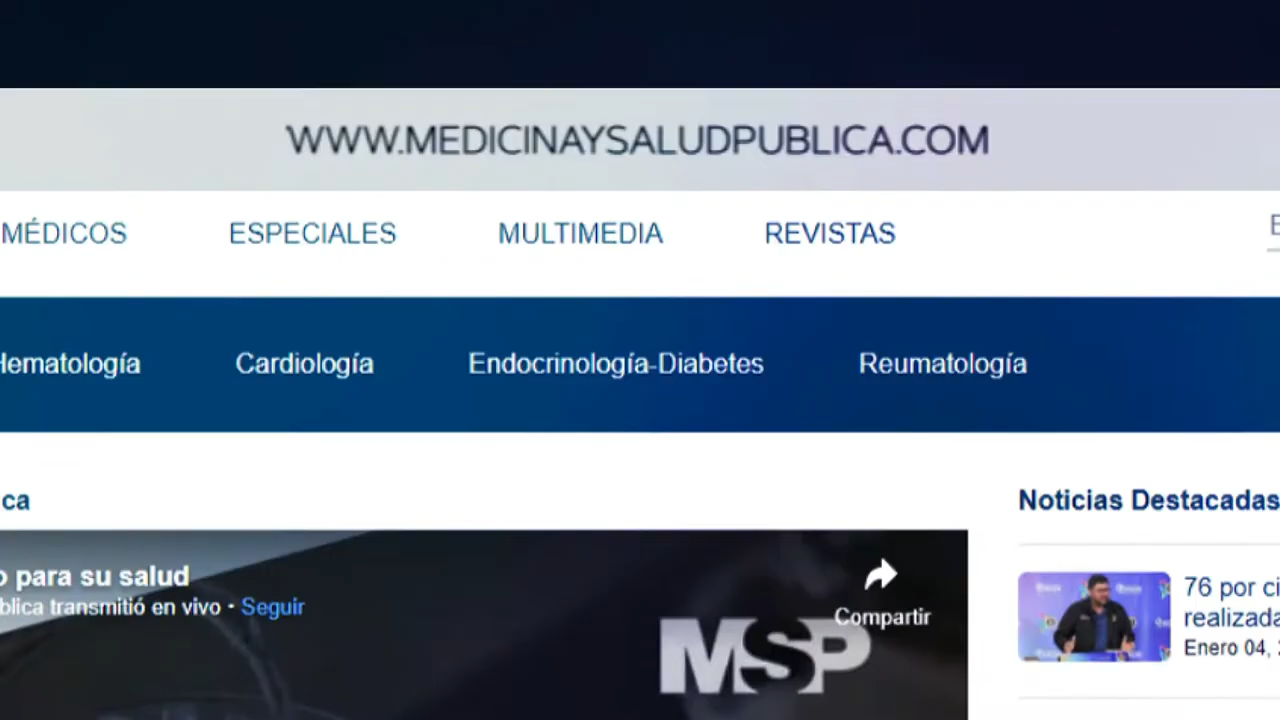 WWW.MEDICINAYSALUDPUBLICA.COM
MÉDICOS ESPECIALES MULTIMEDIA REVISTAS
Hematología Cardiología Endocrinología-Diabetes Reumatología
Noticias Destacadas
para su salud
transmitió en vivo • Seguir
Compartir
MSP
76 por
Enero 04,